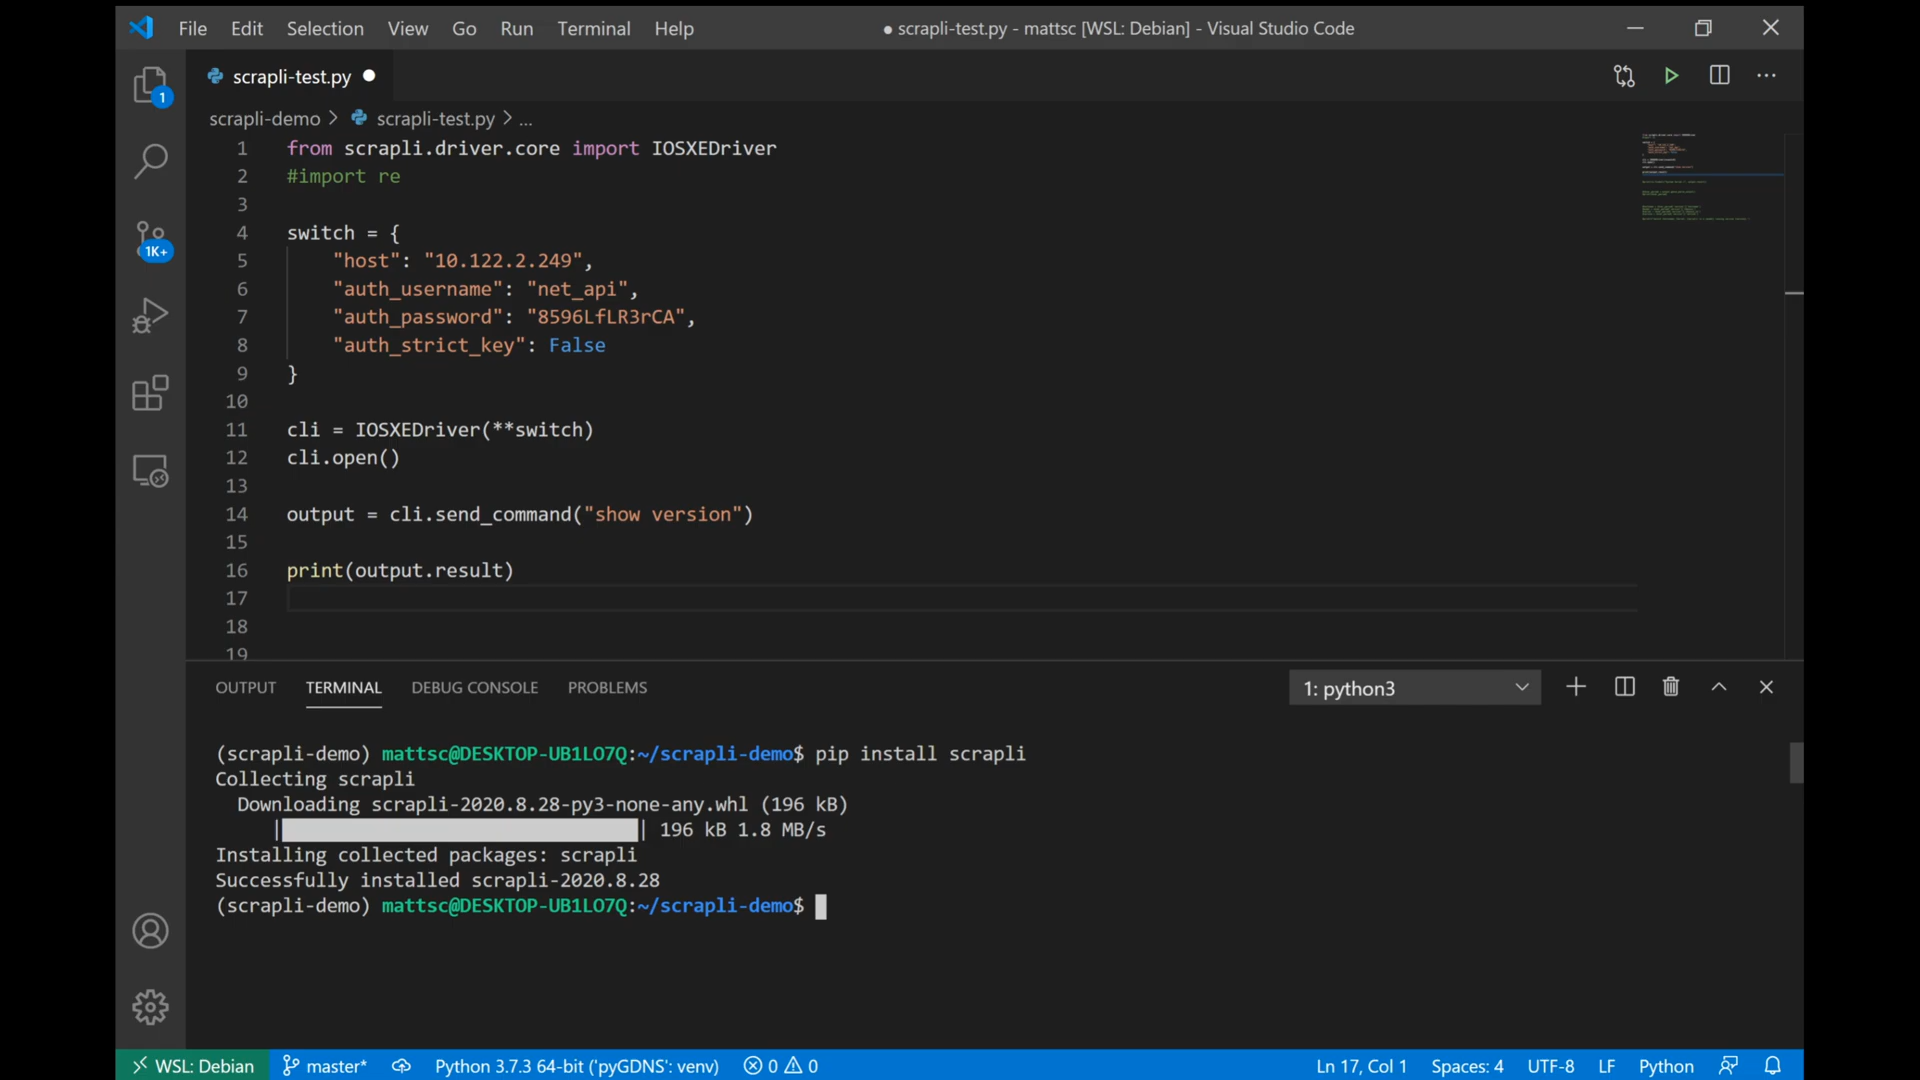 File Edit Selection View Go Run Terminal Help
● scrapli-test.py - mattsc [WSL: Debian] - Visual Studio Code
scrapli-test.py ●
1
scrapli-demo > scrapli-test.py > ...
1 from scrapli.driver.core import IOSXEDriver
2 #import re
3
1K+
4 switch = {
5 "host": "10.122.2.249",
6 "auth_username": "net_api",
7 "auth_password": "8596LfLR3rCA",
8 "auth_strict_key": False
9 }
10
11 cli = IOSXEDriver(**switch)
12 cli.open()
13
14 output = cli.send_command("show version")
15
16 print(output.result)
17
18
19
OUTPUT TERMINAL DEBUG CONSOLE PROBLEMS 1: python3
(scrapli-demo) mattsc@DESKTOP-UB1LO7Q:~/scrapli-demo$ pip install scrapli
Collecting scrapli
Downloading scrapli-2020.8.28-py3-none-any.whl (196 kB)
| | 196 kB 1.8 MB/s
Installing collected packages: scrapli
Successfully installed scrapli-2020.8.28
(scrapli-demo) mattsc@DESKTOP-UB1LO7Q:~/scrapli-demo$
WSL: Debian master* Python 3.7.3 64-bit ('pyGDNS': venv) 0 0 Ln 17, Col 1 Spaces: 4 UTF-8 LF Python